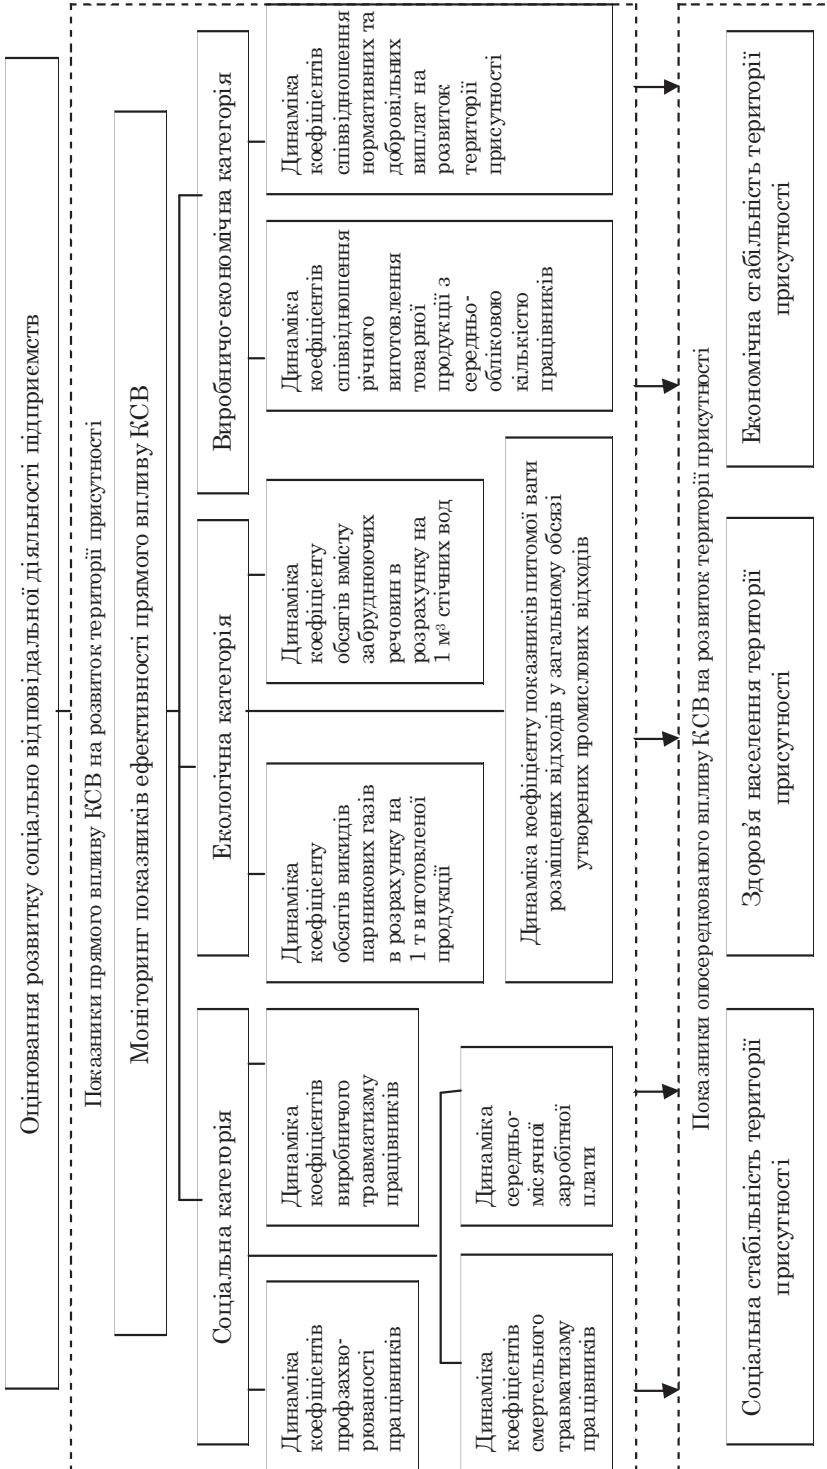 Оцінювання розвитку соціально відповідальної діяльності підприємств
Показники прямого впливу КСВ на розвиток території присутності
Моніторинг показників ефективності прямого впливу КСВ
Соціальна категорія
Екологічна категорія
Виробничо-економічна категорія
Динаміка
коефіцієнтів
профзахво-
рюваності
працівників
Динаміка
коефіцієнтів
виробничого
травматизму
працівників
Динаміка
коефіцієнту
обсягів викидів
парникових газів
в розрахунку на
1 т виготовленої
продукції
Динаміка
коефіцієнту
обсягів вмісту
забруднюючих
речовин в
розрахунку на
1 м³ стічних вод
Динаміка
коефіцієнтів
співвідношення
річного
виготовлення
товарної
продукції з
середньо-
обліковою
кількістю
працівників
Динаміка
коефіцієнтів
співвідношення
нормативних та
добровільних
виплат на
розвиток
території
присутності
Динаміка
коефіцієнтів
смертельного
травматизму
працівників
Динаміка
середньо-
місячної
заробітної
плати
Динаміка коефіцієнту показників питомої ваги
розміщених відходів у загальному обсязі
утворених промислових відходів
Показники опосередкованого впливу КСВ на розвиток території присутності
Соціальна стабільність території
присутності
Здоров'я населення території
присутності
Економічна стабільність території
присутності